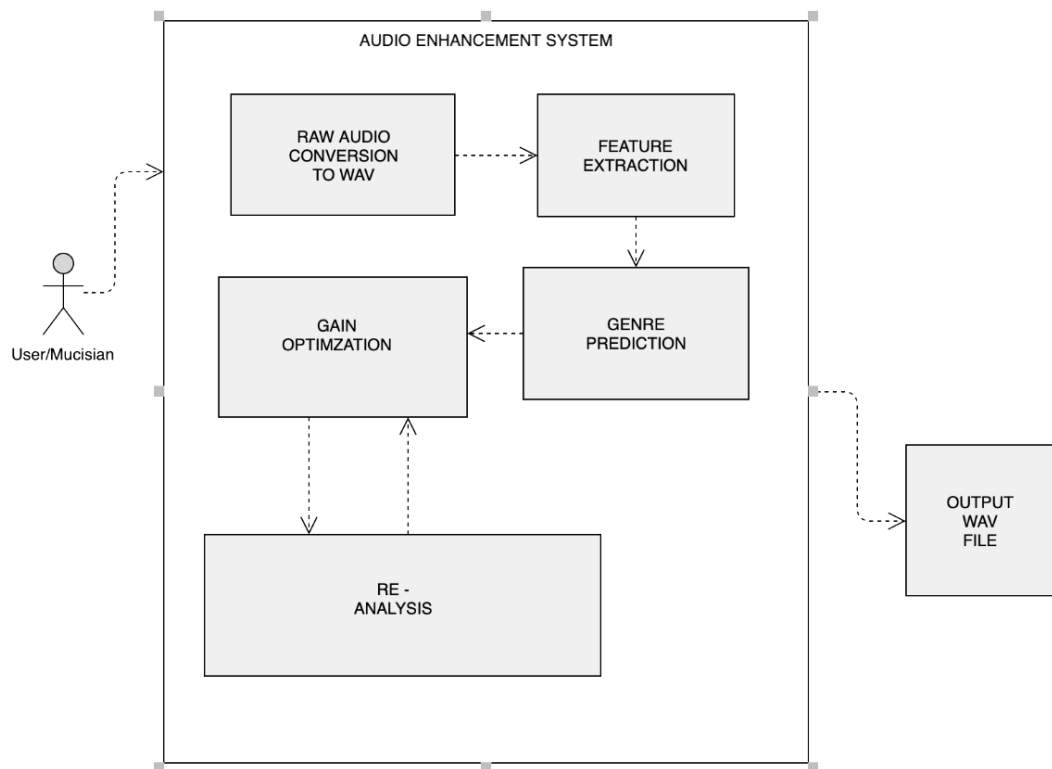 AUDIO ENHANCEMENT SYSTEM
RAW AUDIO
CONVERSION
TO WAV
FEATURE
EXTRACTION
GAIN
OPTIMZATION
GENRE
PREDICTION
User/Mucisian
RE -
ANALYSIS
OUTPUT
WAV
FILE